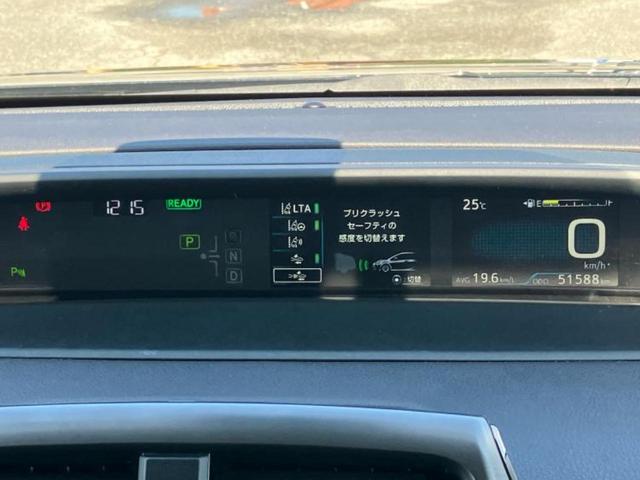 12:15
READY
P
N
D
P
LTA
プリクラッシュ
セーフティの
感度を切替えます
切替
25℃
E
F
0
km/h
AVG 19.6 km/L
ODO 51588 km